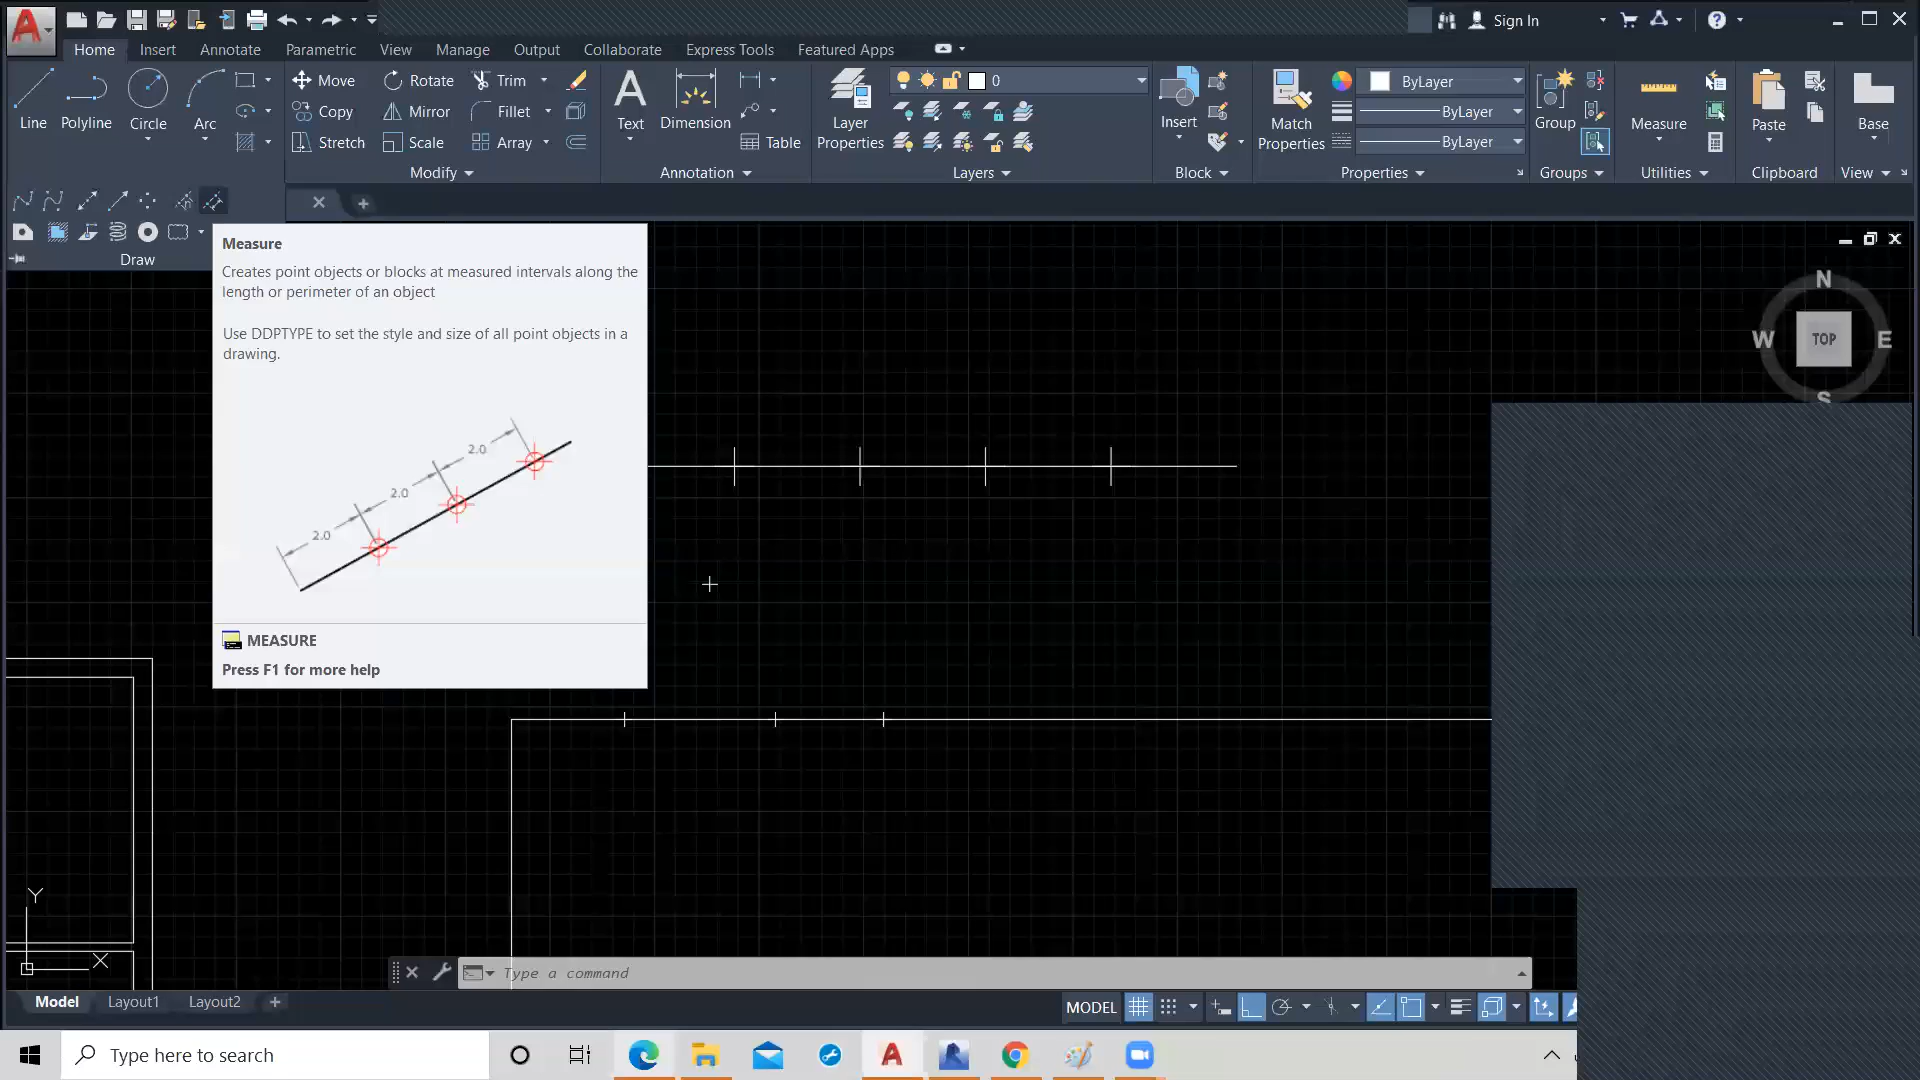 Sign In
Home Insert Annotate Parametric View Manage Output Collaborate Express Tools Featured Apps
Line Polyline Circle Arc
Move Rotate Trim
Copy Mirror Fillet
Stretch Scale Array
Modify
Text Dimension Table
Annotation
Layer Properties
0
Layers
Insert
Block
Match Properties
ByLayer
ByLayer
ByLayer
Properties
Group
Groups
Measure
Utilities
Paste
Clipboard
Base
View
Draw
Measure
Creates point objects or blocks at measured intervals along the
length or perimeter of an object
Use DDPTYPE to set the style and size of all point objects in a
drawing.
2.0
2.0
2.0
MEASURE
Press F1 for more help
N
W TOP E
S
Y
X
Type a command
Model Layout1 Layout2
MODEL
Type here to search